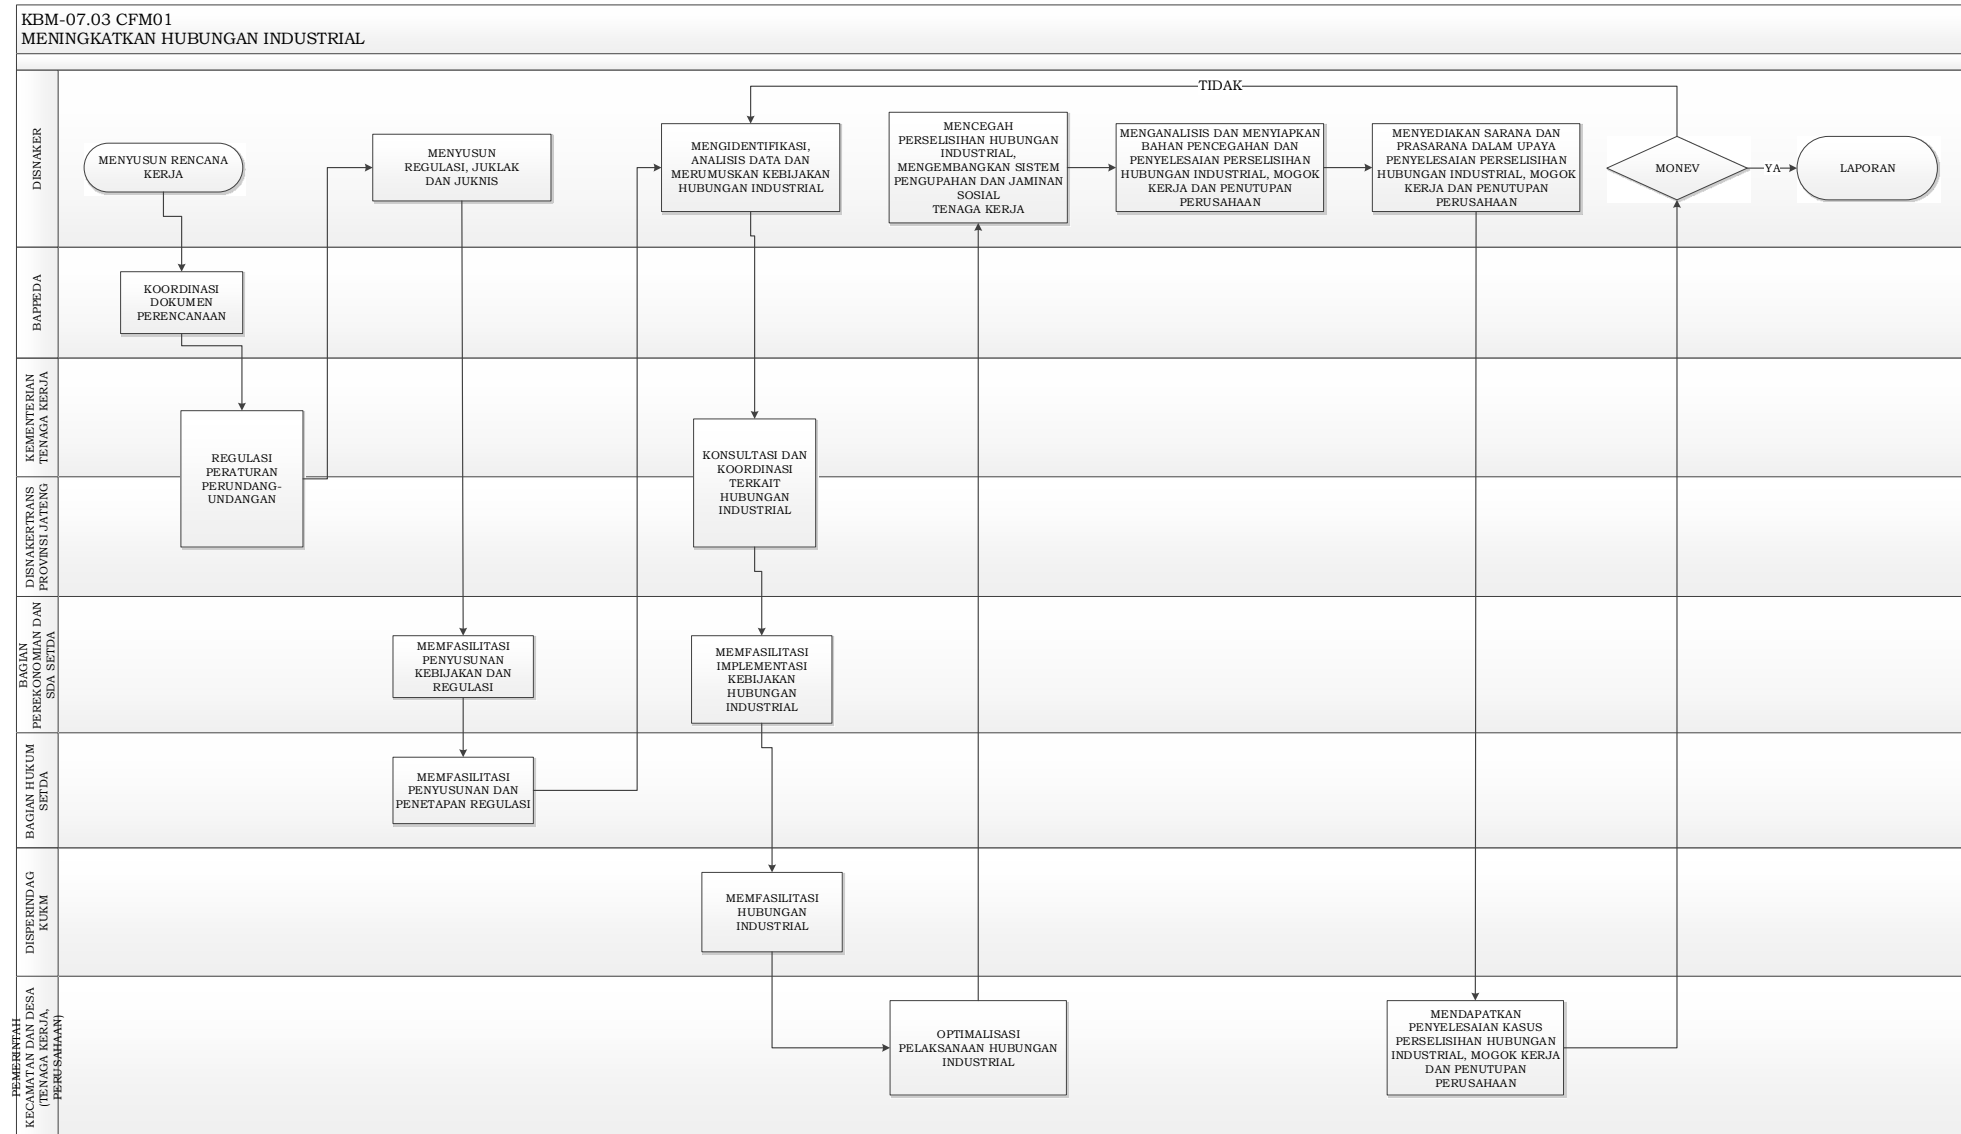 KBM-07.03 CFM01
MENINGKATKAN HUBUNGAN INDUSTRIAL
DISNAKER
MENYUSUN RENCANA
KERJA
MENYUSUN
REGULASI, JUKLAK
DAN JUKNIS
MENGIDENTIFIKASI,
ANALISIS DATA DAN
MERUMUSKAN KEBIJAKAN
HUBUNGAN INDUSTRIAL
TIDAK
MENCEGAH
PERSELISIHAN HUBUNGAN
INDUSTRIAL,
MENGEMBANGKAN SISTEM
PENGUPAHAN DAN JAMINAN
SOSIAL
TENAGA KERJA
MENGANALISIS DAN MENYIAPKAN
BAHAN PENCEGAHAN DAN
PENYELESAIAN PERSELISIHAN
HUBUNGAN INDUSTRIAL, MOGOK
KERJA DAN PENUTUPAN
PERUSAHAAN
MENYEDIAKAN SARANA DAN
PRASARANA DALAM UPAYA
PENYELESAIAN PERSELISIHAN
HUBUNGAN INDUSTRIAL, MOGOK
KERJA DAN PENUTUPAN
PERUSAHAAN
MONEV
YA
LAPORAN
BAPPEDA
KOORDINASI
DOKUMEN
PERENCANAAN
KEMENTERIAN
TENAGA KERJA
DISNAKERTRANS
PROVINSI JATENG
REGULASI
PERATURAN
PERUNDANG-
UNDANGAN
KONSULTASI DAN
KOORDINASI
TERKAIT
HUBUNGAN
INDUSTRIAL
BAGIAN
PEREKONOMIAN DAN
SDA SETDA
MEMFASILITASI
PENYUSUNAN
KEBIJAKAN DAN
REGULASI
MEMFASILITASI
IMPLEMENTASI
KEBIJAKAN
HUBUNGAN
INDUSTRIAL
BAGIAN HUKUM
SETDA
MEMFASILITASI
PENYUSUNAN DAN
PENETAPAN REGULASI
DISPERINDAG
KUKM
MEMFASILITASI
HUBUNGAN
INDUSTRIAL
PEMERINTAH
KECAMATAN DAN DESA
(TENAGA KERJA,
PERUSAHAAN)
OPTIMALISASI
PELAKSANAAN HUBUNGAN
INDUSTRIAL
MENDAPATKAN
PENYELESAIAN KASUS
PERSELISIHAN HUBUNGAN
INDUSTRIAL, MOGOK KERJA
DAN PENUTUPAN
PERUSAHAAN